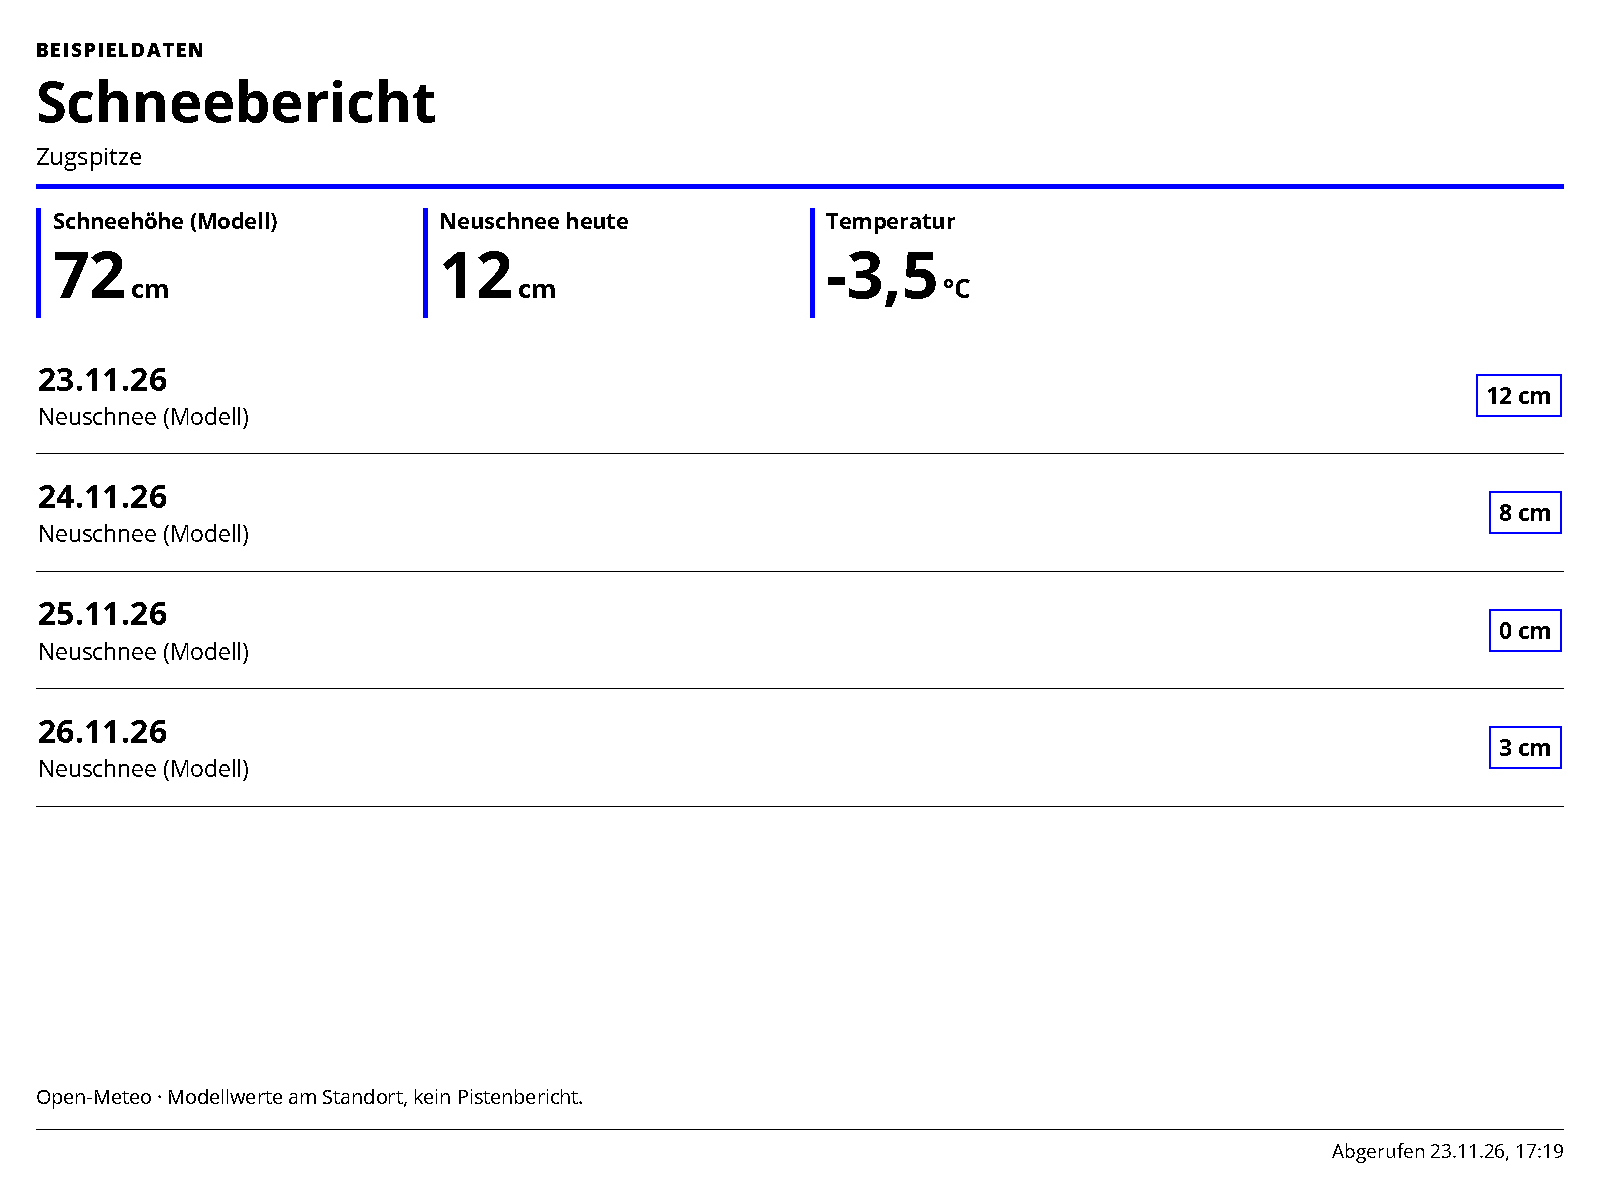 BEISPIELDATEN
Schneebericht
Zugspitze
Schneehöhe (Modell)
72 cm
Neuschnee heute
12 cm
Temperatur
-3,5 °C
23.11.26
Neuschnee (Modell)
12 cm
24.11.26
Neuschnee (Modell)
8 cm
25.11.26
Neuschnee (Modell)
0 cm
26.11.26
Neuschnee (Modell)
3 cm
Open-Meteo · Modellwerte am Standort, kein Pistenbericht.
Abgerufen 23.11.26, 17:19